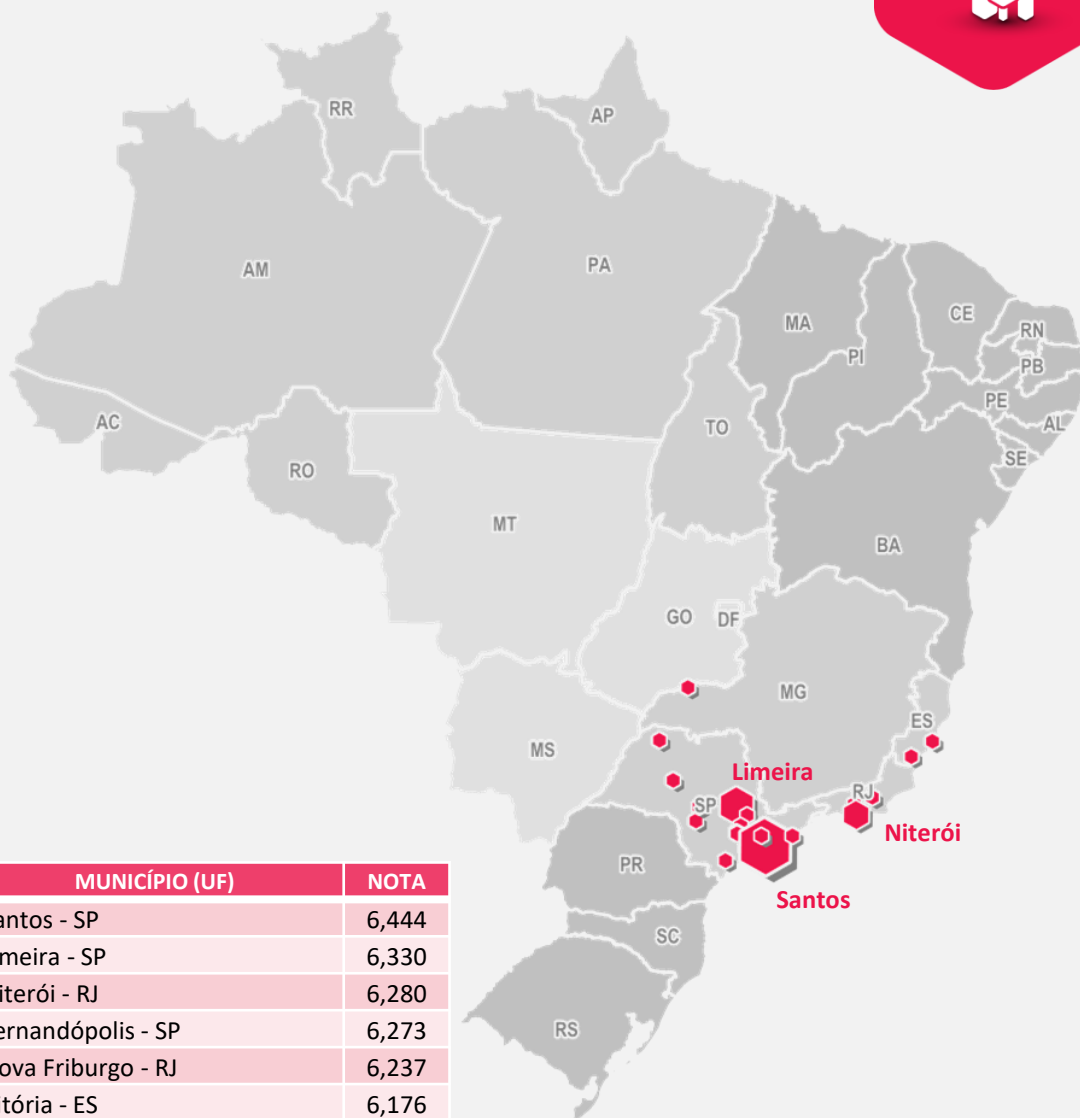 RR
AP
AM
PA
MA
CE
RN
PI
PB
PE
AC
AL
TO
SE
RO
MT
BA
GO
DF
MG
ES
MS
Limeira
RJ
SP
Niterói
PR
Santos
SC
RS
MUNICÍPIO (UF) NOTA
antos - SP 6,444
meira - SP 6,330
iterói - RJ 6,280
ernandópolis - SP 6,273
ova Friburgo - RJ 6,237
itória - ES 6,176